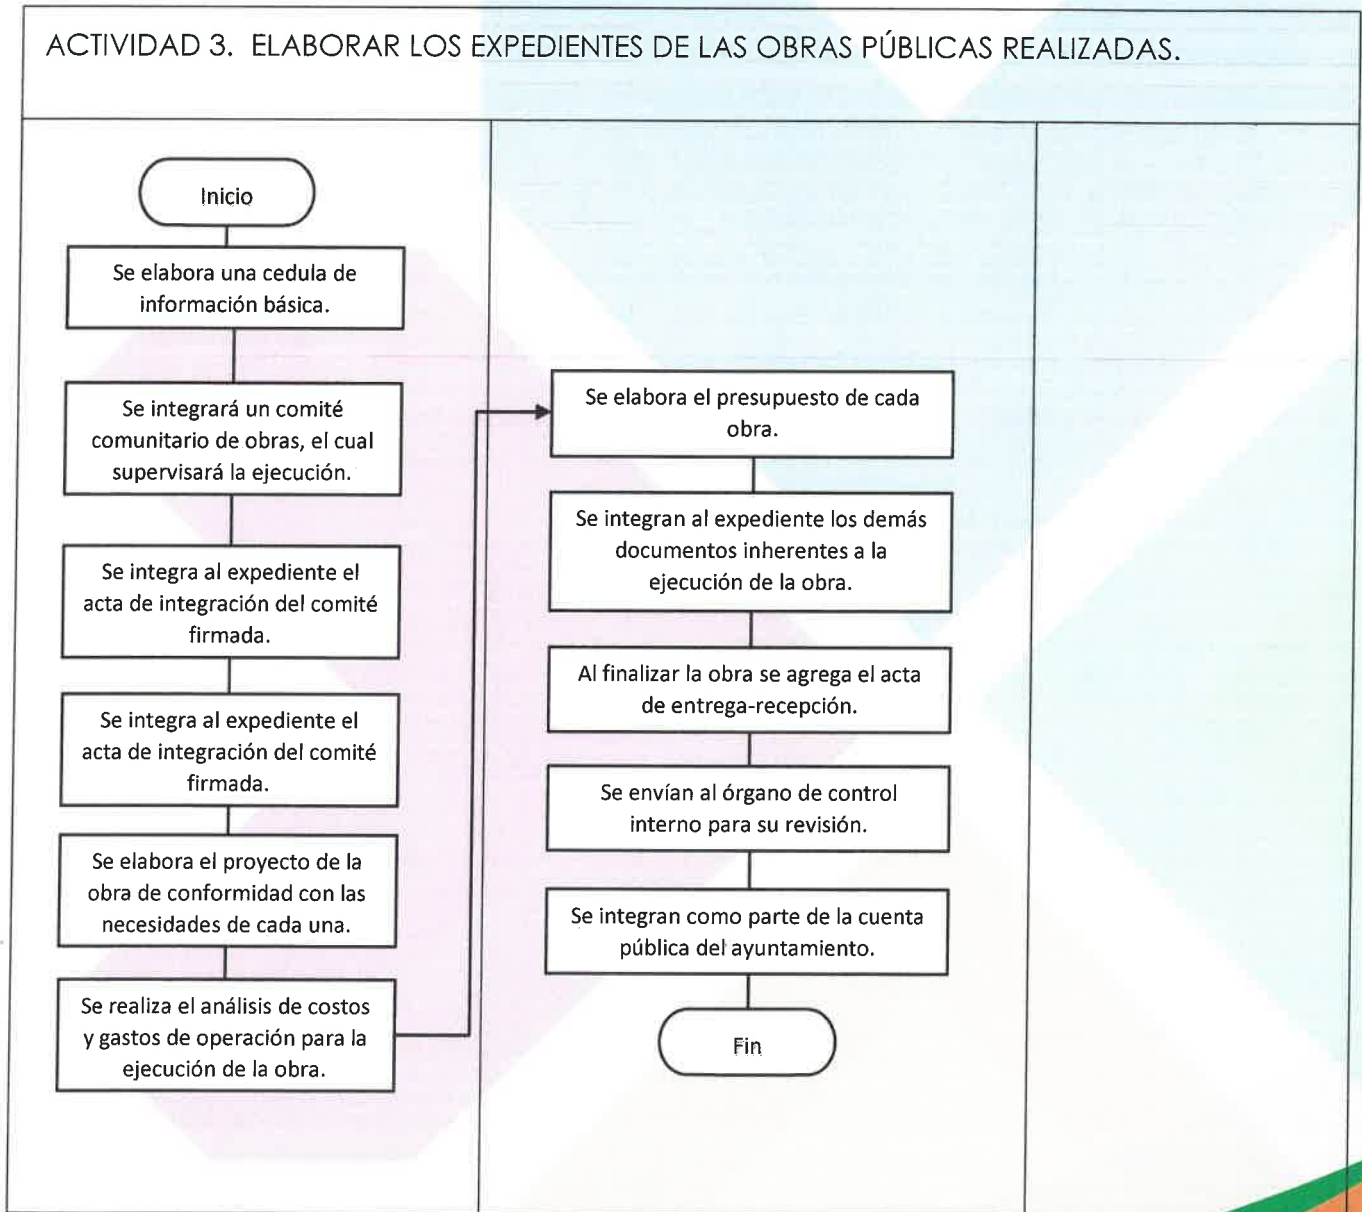 ACTIVIDAD 3. ELABORAR LOS EXPEDIENTES DE LAS OBRAS PÚBLICAS REALIZADAS.
Inicio
Se elabora una cedula de
información básica.
Se integrará un comité
comunitario de obras, el cual
supervisará la ejecución.
Se integra al expediente el
acta de integración del comité
firmada.
Se integra al expediente el
acta de integración del comité
firmada.
Se elabora el proyecto de la
obra de conformidad con las
necesidades de cada una.
Se realiza el análisis de costos
y gastos de operación para la
ejecución de la obra.
Se elabora el presupuesto de cada
obra.
Se integran al expediente los demás
documentos inherentes a la
ejecución de la obra.
Al finalizar la obra se agrega el acta
de entrega-recepción.
Se envían al órgano de control
interno para su revisión.
Se integran como parte de la cuenta
pública del ayuntamiento.
Fin